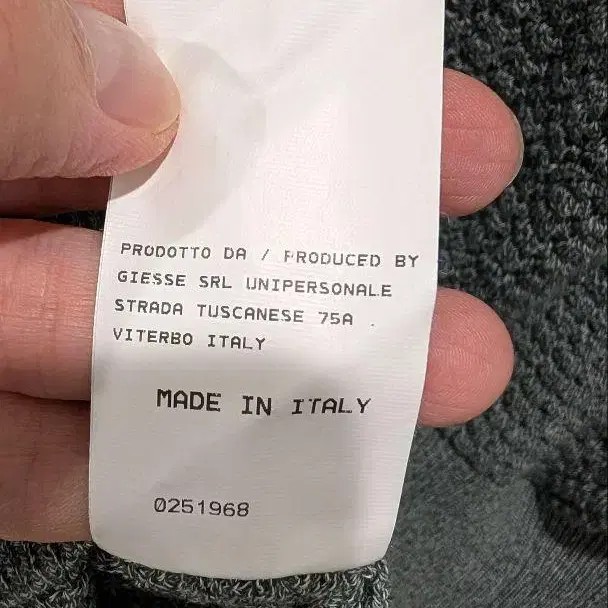 PRODOTTO DA / PRODUCED BY
GIESSE SRL UNIPERSONALE
STRADA TUSCANESE 75A .
VITERBO ITALY
MADE IN ITALY
0251968